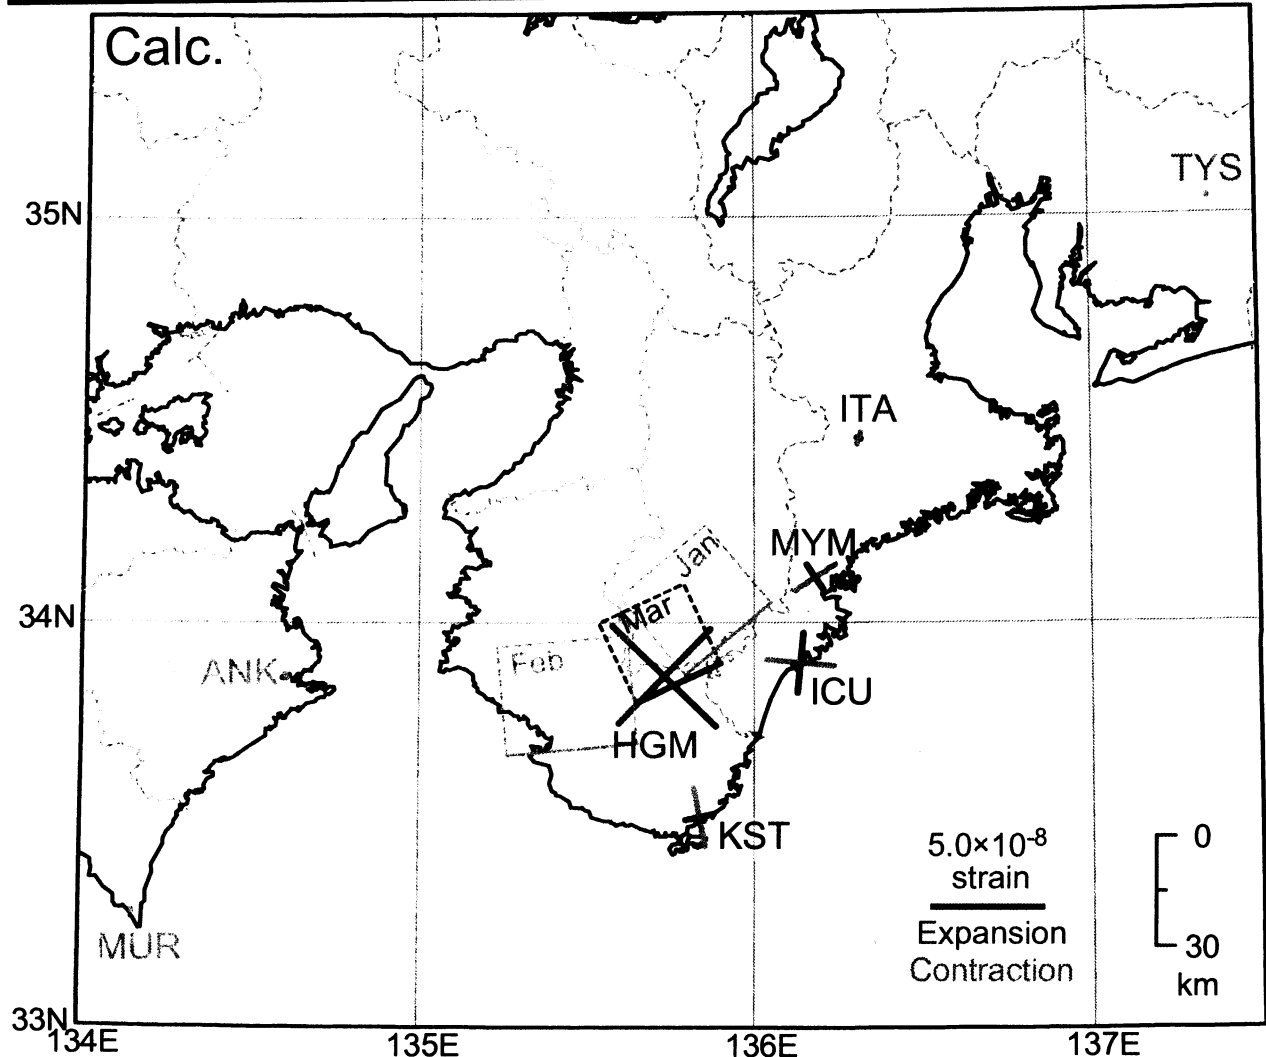 Calc.
TYS
35N
ITA
MYM
Jan
34N
Mar
Feb
ANK
ICU
HGM
KST
5.0×10-8
strain
0
Expansion
Contraction
30
km
MUR
33N
134E
135E
136E
137E